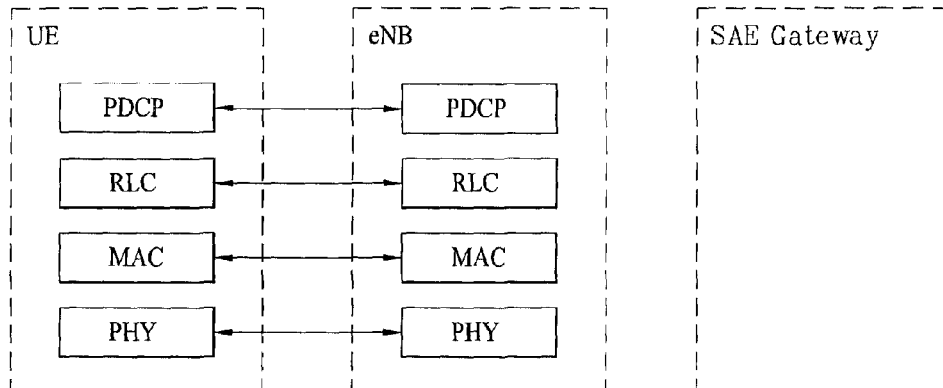 UE
eNB
SAE Gateway
PDCP
PDCP
RLC
RLC
MAC
MAC
PHY
PHY